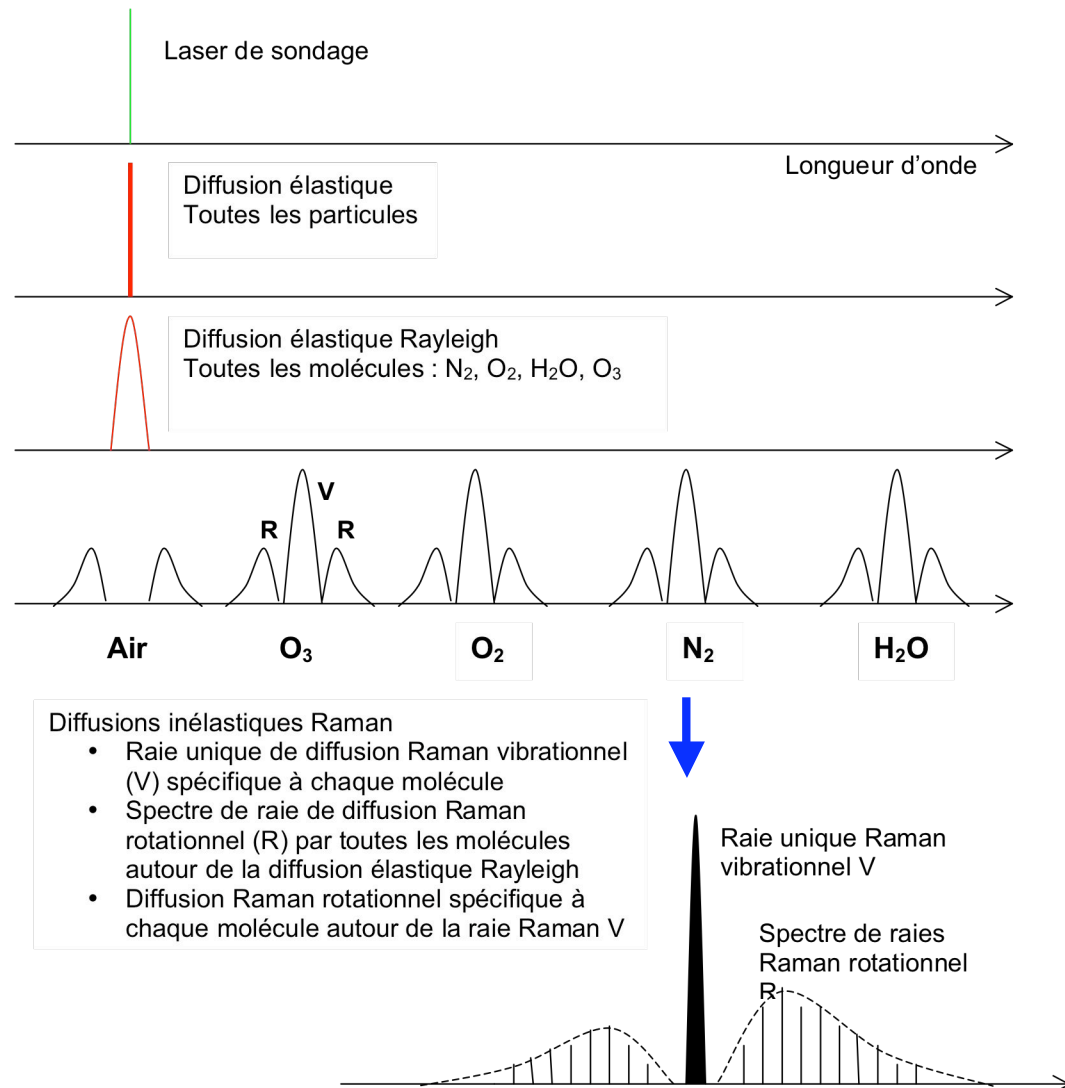 Laser de sondage
Longueur d'onde
Diffusion élastique
Toutes les particules
Diffusion élastique Rayleigh
Toutes les molécules : N₂, O₂, H₂O, O₃
V
R R
Air O₃ O₂ N₂ H₂O
Diffusions inélastiques Raman
• Raie unique de diffusion Raman vibrationnel
(V) spécifique à chaque molécule
• Spectre de raie de diffusion Raman
rotationnel (R) par toutes les molécules
autour de la diffusion élastique Rayleigh
• Diffusion Raman rotationnel spécifique à
chaque molécule autour de la raie Raman V
Raie unique Raman
vibrationnel V
Spectre de raies
Raman rotationnel
R